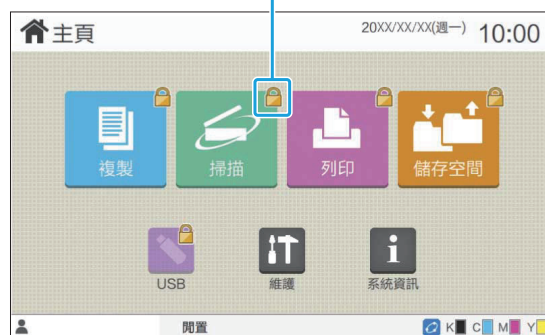 主頁
20XX/XX/XX(週一) 10:00
複製 掃描 列印 儲存空間
USB 維護 系統資訊
閒置 K C M Y